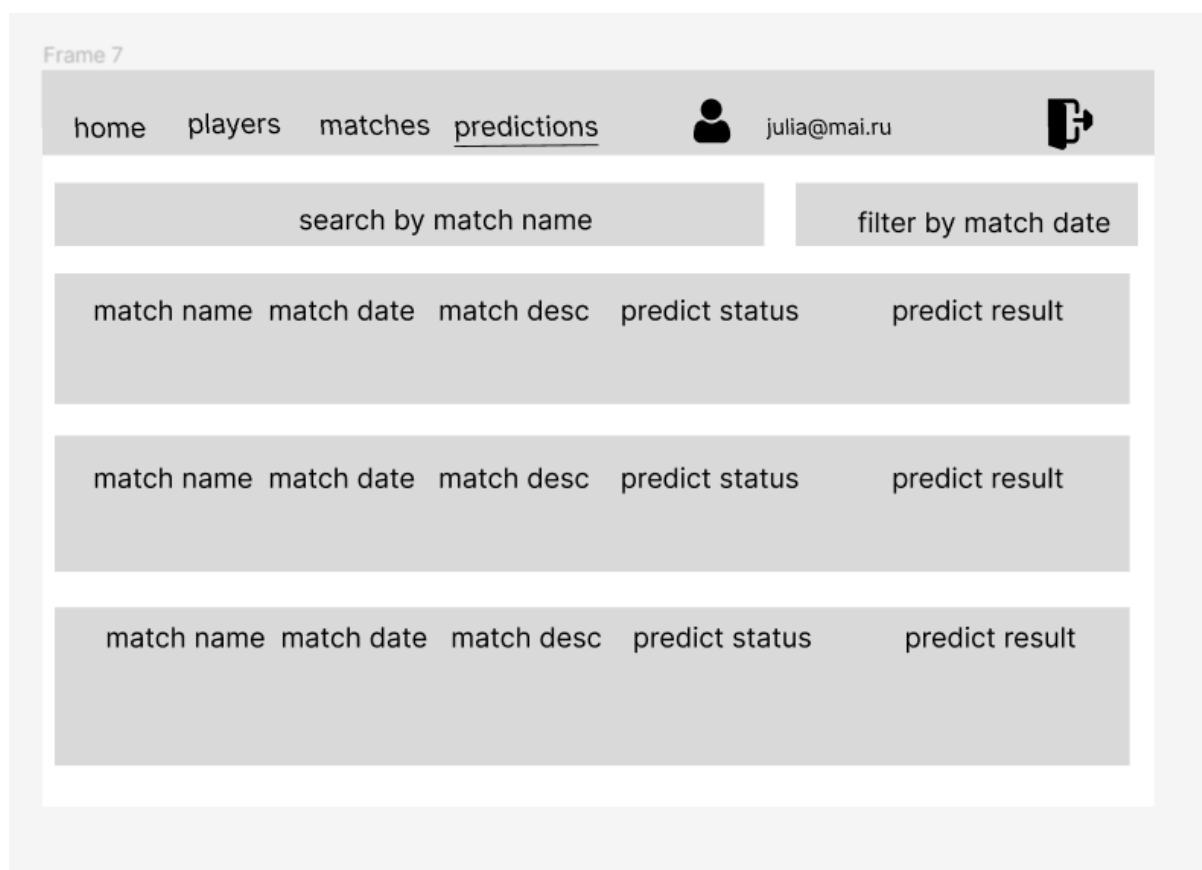 Frame 7
home players matches predictions julia@mai.ru
search by match name filter by match date
match name match date match desc predict status predict result
match name match date match desc predict status predict result
match name match date match desc predict status predict result